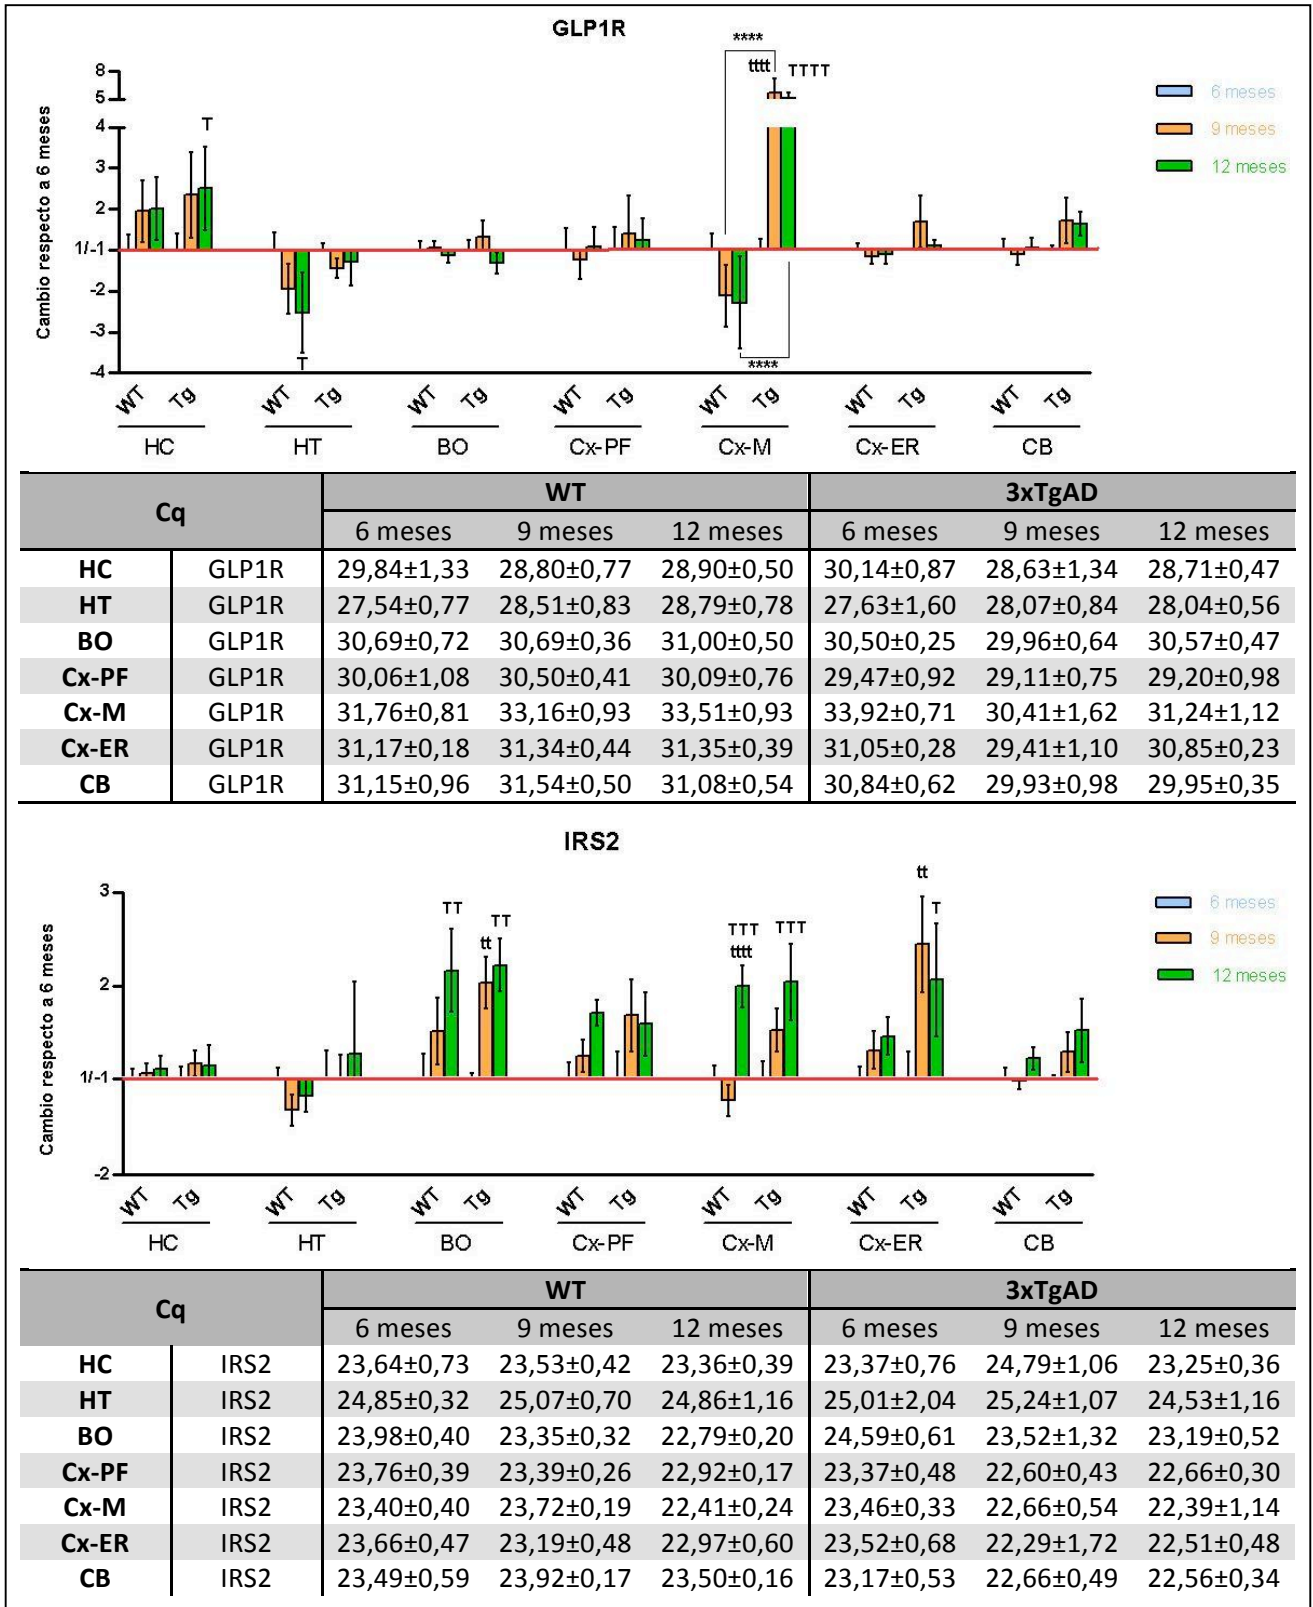 GLP1R
****
tttt TTTT
8
5
4
3
2
1/-1
-2
-3
-4
Cambio respecto a 6 meses
T
T
****
6 meses
9 meses
12 meses
WT Tg WT Tg WT Tg WT Tg WT Tg WT Tg WT Tg
HC HT BO Cx-PF Cx-M Cx-ER CB
Cq WT 3xTgAD
6 meses 9 meses 12 meses 6 meses 9 meses 12 meses
HC GLP1R 29,84±1,33 28,80±0,77 28,90±0,50 30,14±0,87 28,63±1,34 28,71±0,47
HT GLP1R 27,54±0,77 28,51±0,83 28,79±0,78 27,63±1,60 28,07±0,84 28,04±0,56
BO GLP1R 30,69±0,72 30,69±0,36 31,00±0,50 30,50±0,25 29,96±0,64 30,57±0,47
Cx-PF GLP1R 30,06±1,08 30,50±0,41 30,09±0,76 29,47±0,92 29,11±0,75 29,20±0,98
Cx-M GLP1R 31,76±0,81 33,16±0,93 33,51±0,93 33,92±0,71 30,41±1,62 31,24±1,12
Cx-ER GLP1R 31,17±0,18 31,34±0,44 31,35±0,39 31,05±0,28 29,41±1,10 30,85±0,23
CB GLP1R 31,15±0,96 31,54±0,50 31,08±0,54 30,84±0,62 29,93±0,98 29,95±0,35
IRS2
3
2
1/-1
-2
Cambio respecto a 6 meses
TT
tt TT
TTT TTT
tttt
tt
T
6 meses
9 meses
12 meses
WT Tg WT Tg WT Tg WT Tg WT Tg WT Tg WT Tg
HC HT BO Cx-PF Cx-M Cx-ER CB
Cq WT 3xTgAD
6 meses 9 meses 12 meses 6 meses 9 meses 12 meses
HC IRS2 23,64±0,73 23,53±0,42 23,36±0,39 23,37±0,76 24,79±1,06 23,25±0,36
HT IRS2 24,85±0,32 25,07±0,70 24,86±1,16 25,01±2,04 25,24±1,07 24,53±1,16
BO IRS2 23,98±0,40 23,35±0,32 22,79±0,20 24,59±0,61 23,52±1,32 23,19±0,52
Cx-PF IRS2 23,76±0,39 23,39±0,26 22,92±0,17 23,37±0,48 22,60±0,43 22,66±0,30
Cx-M IRS2 23,40±0,40 23,72±0,19 22,41±0,24 23,46±0,33 22,66±0,54 22,39±1,14
Cx-ER IRS2 23,66±0,47 23,19±0,48 22,97±0,60 23,52±0,68 22,29±1,72 22,51±0,48
CB IRS2 23,49±0,59 23,92±0,17 23,50±0,16 23,17±0,53 22,66±0,49 22,56±0,34